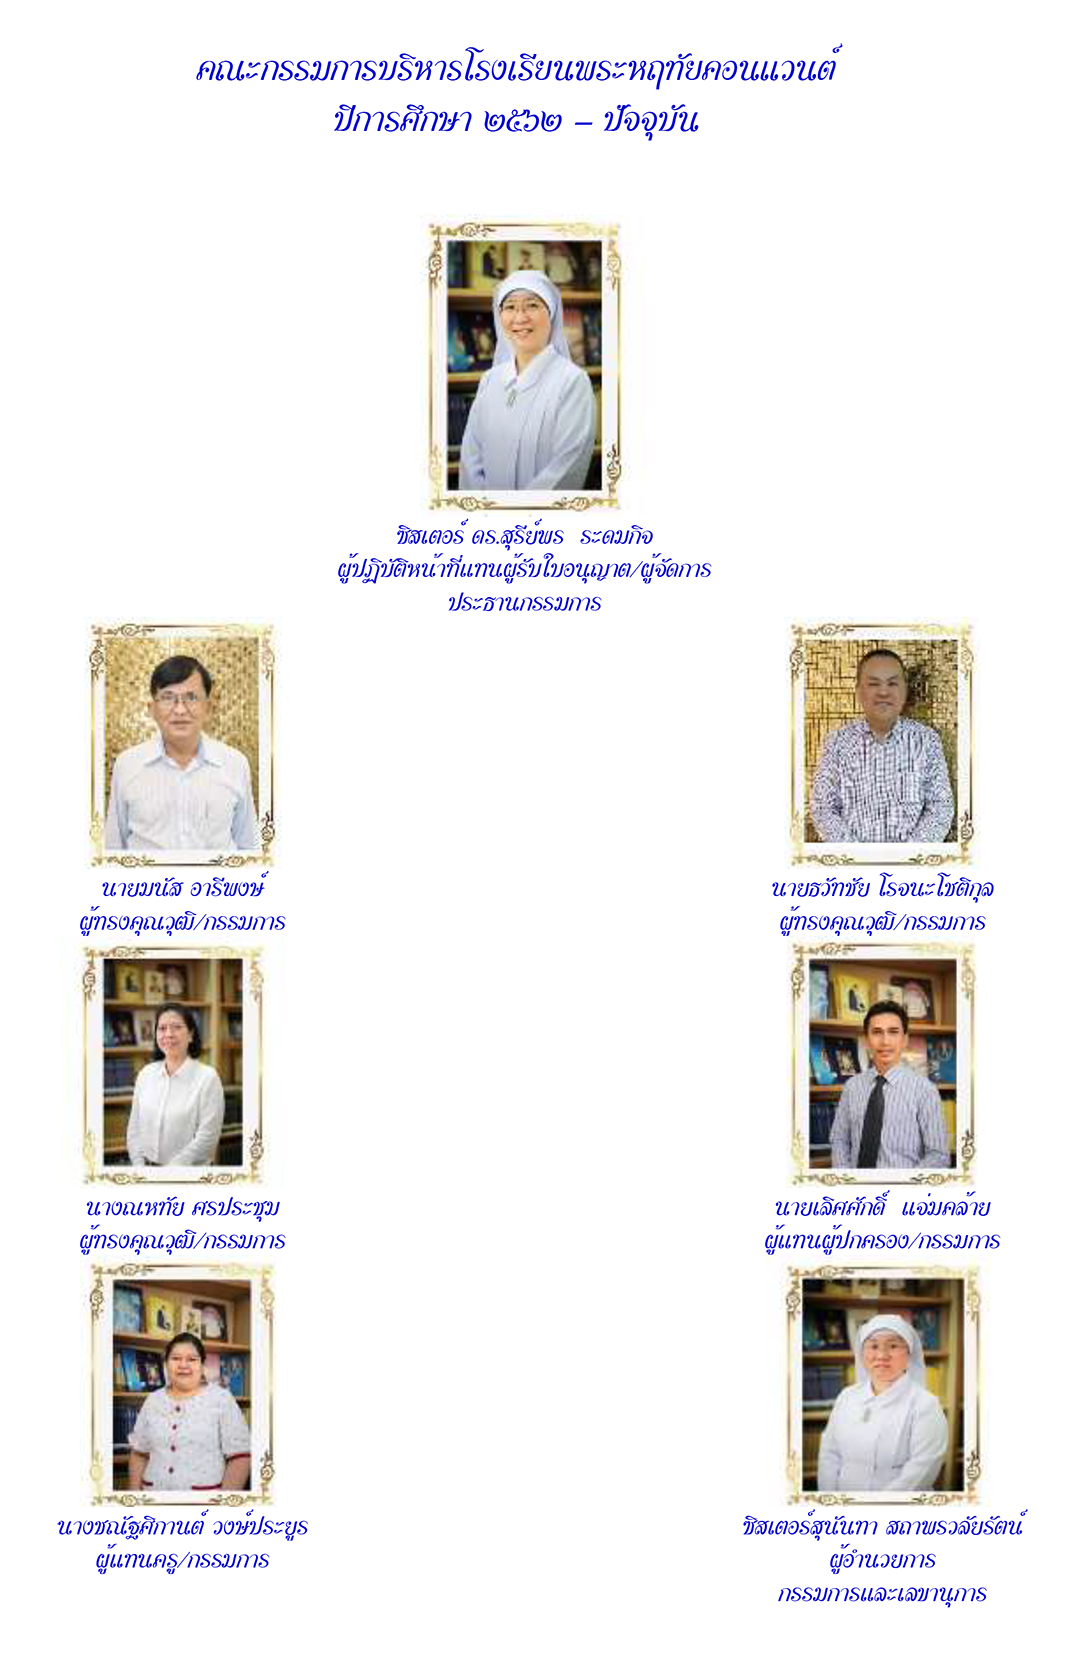 คณะกรรมการบริหารโรงเรียนพระหฤทัยคอนแวนต์
ปีการศึกษา ๒๕๖๒ – ปัจจุบัน
ซิสเตอร์ ดร.สุรีย์พร ระดมกิจ
ผู้ปฏิบัติหน้าที่แทนผู้รับใบอนุญาต/ผู้จัดการ
ประธานกรรมการ
นายมนัส อารีพงษ์
ผู้ทรงคุณวุฒิ/กรรมการ
นายธวัทชัย โรจนะโชติกุล
ผู้ทรงคุณวุฒิ/กรรมการ
นางณหทัย ศรประชุม
ผู้ทรงคุณวุฒิ/กรรมการ
นายเลิศศักดิ์ แจ่มคล้าย
ผู้แทนผู้ปกครอง/กรรมการ
นางชณัฐศิกานต์ วงษ์ประยูร
ผู้แทนครู/กรรมการ
ซิสเตอร์สุนันทา สถาพรวลัยรัตน์
ผู้อำนวยการ
กรรมการและเลขานุการ